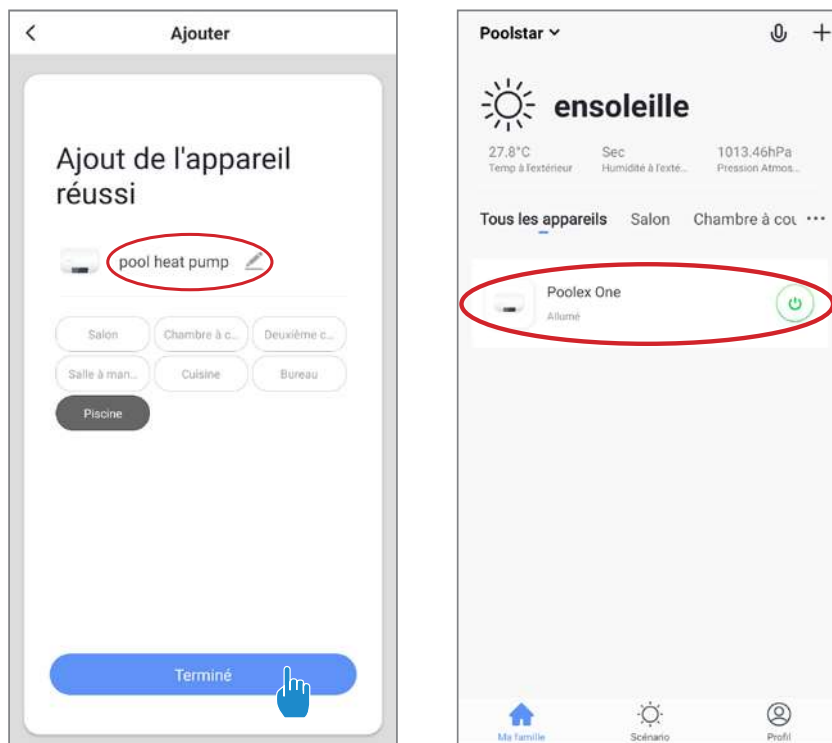 Ajouter
Ajout de l'appareil
réussi
pool heat pump
Salon Chambre à c... Deuxième c...
Salle à man... Cuisine Bureau
Piscine
Terminé
Poolstar
ensoleille
27.8°C Sec 1013.46hPa
Temp à l'extérieur Humidité à l'exté... Pression Atmos...
Tous les appareils Salon Chambre à cou ...
Poolex One
Allumé
Ma famille Scénario Profil